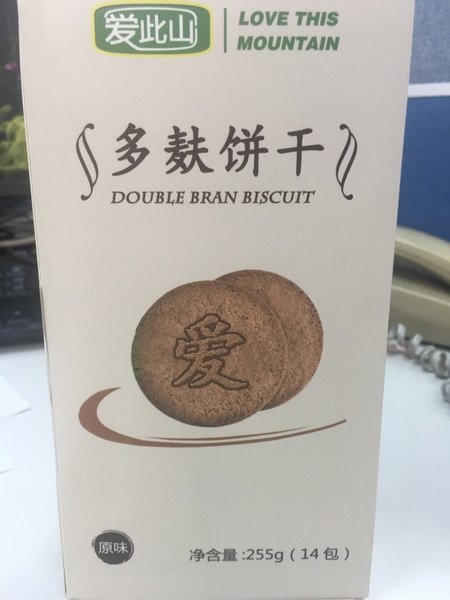 爱此山
LOVE THIS
MOUNTAIN
多麸饼干
DOUBLE BRAN BISCUIT
爱
原味
净含量:255g（14包）